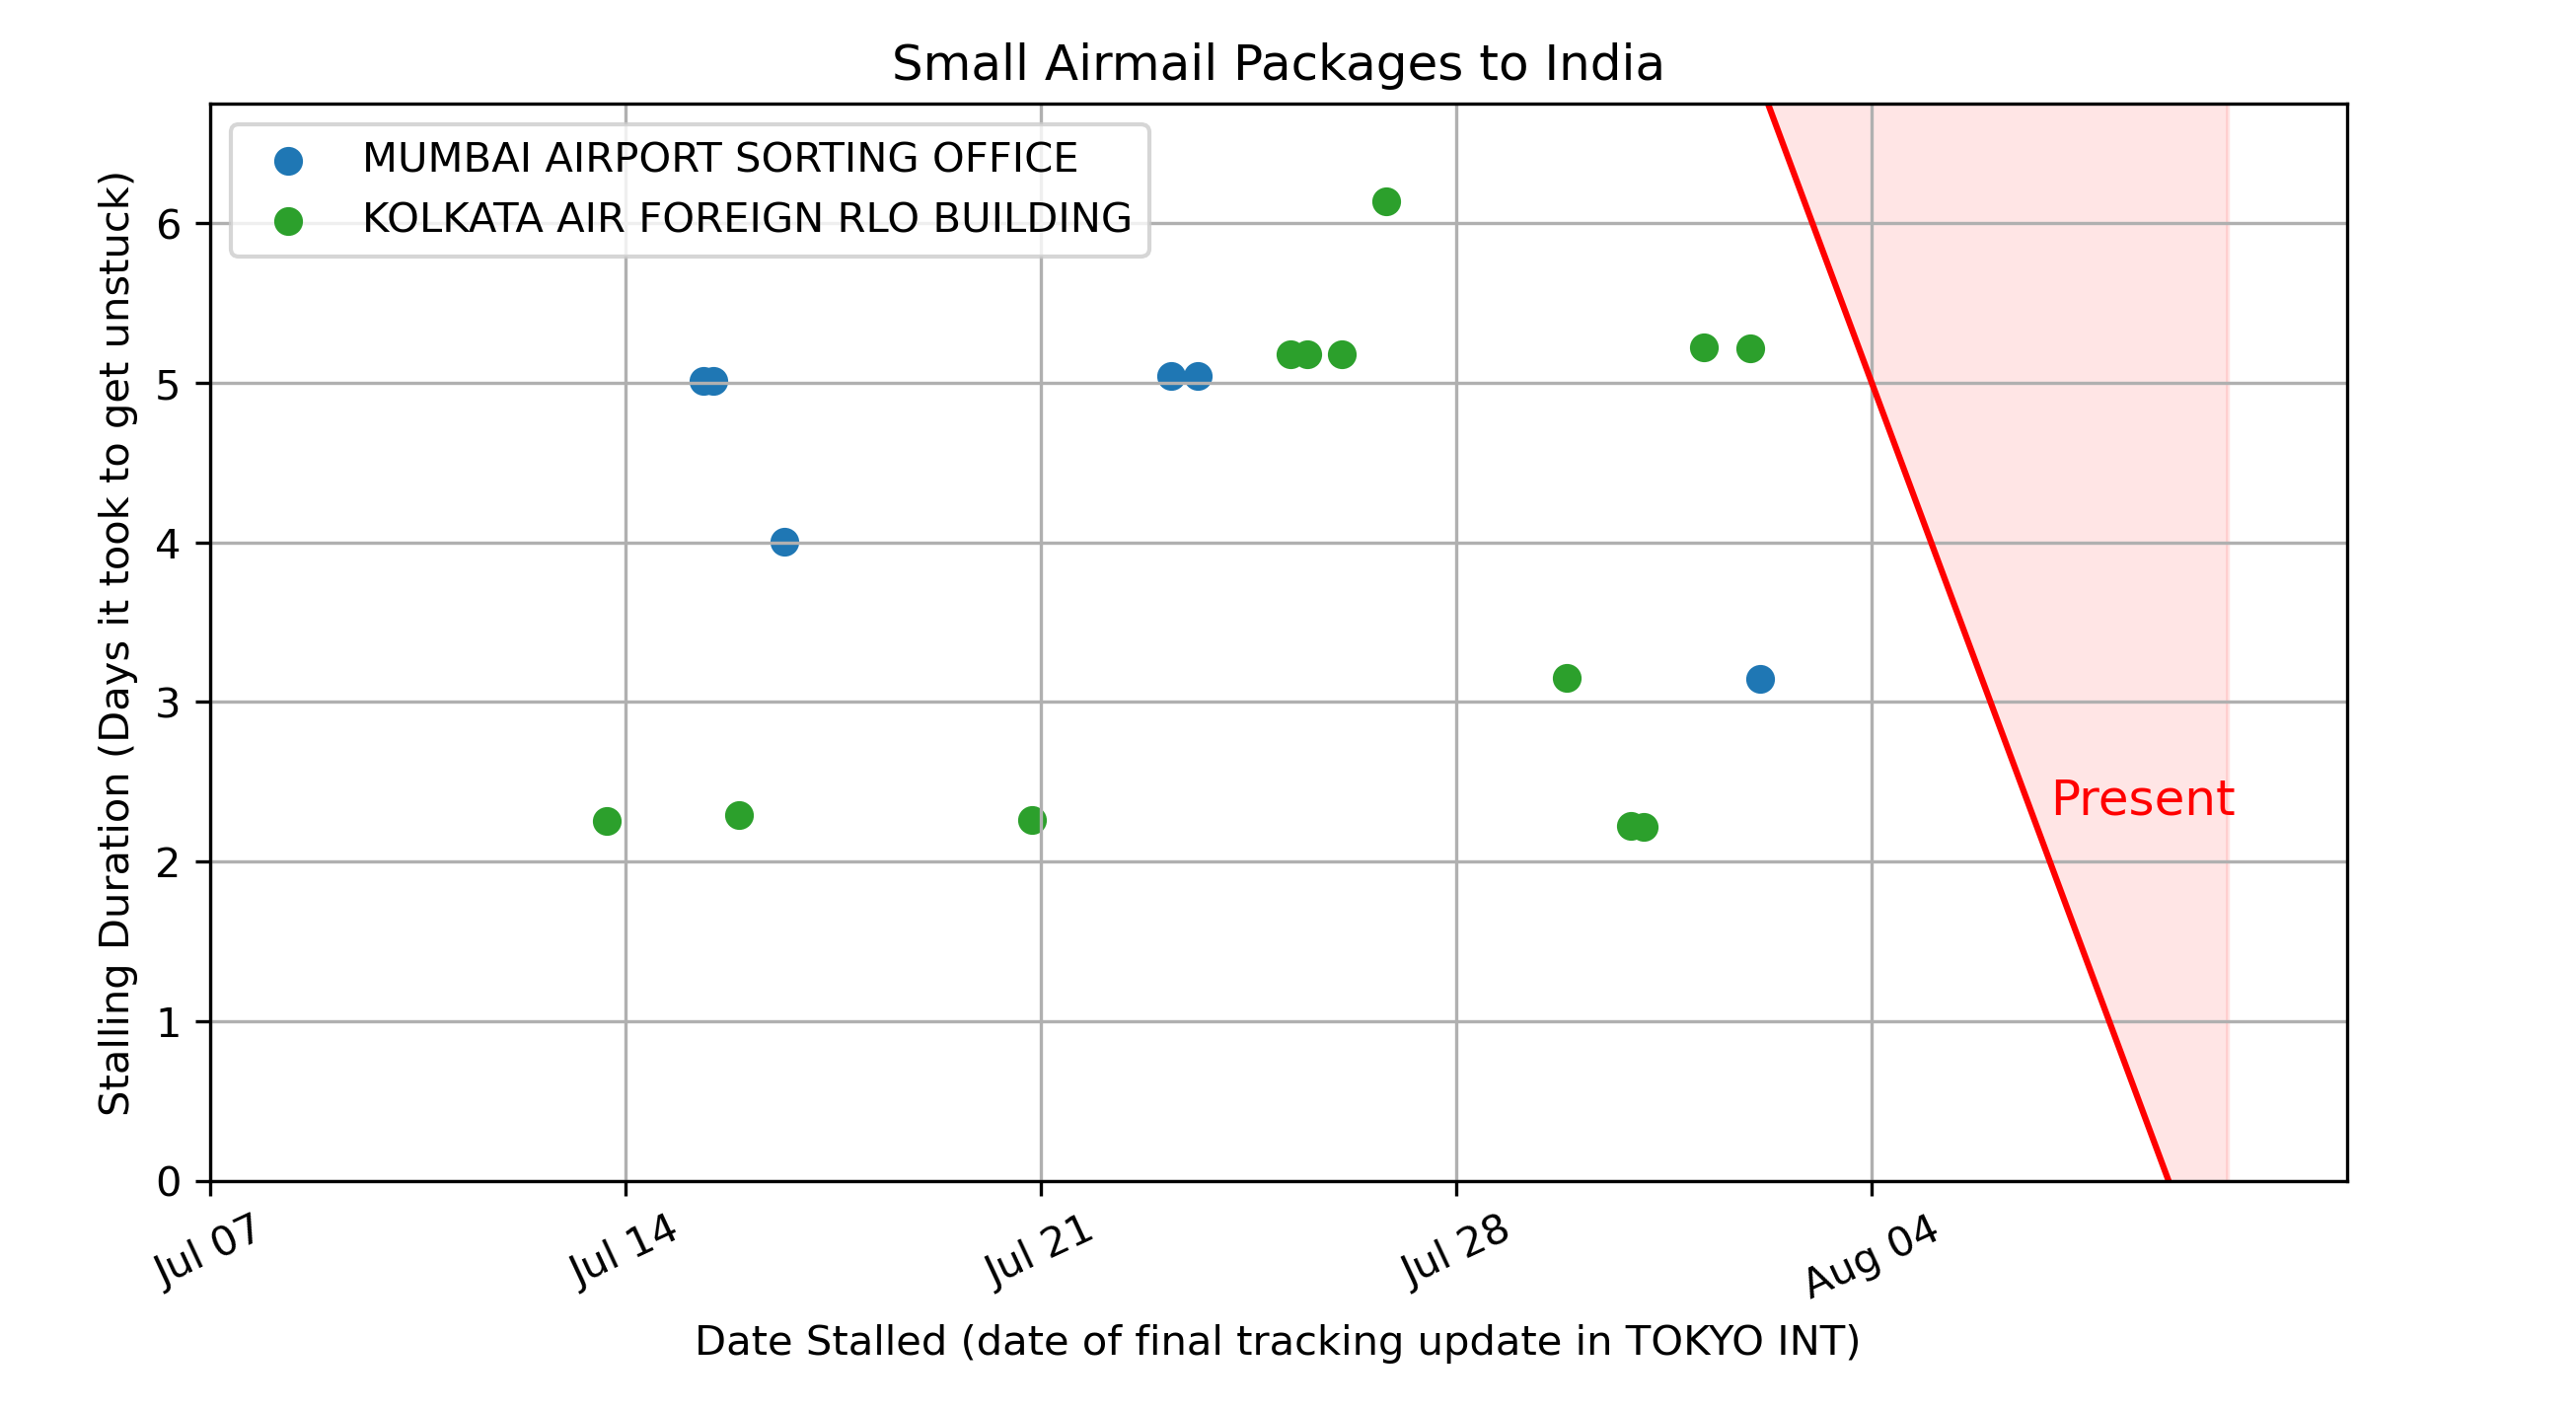 Small Airmail Packages to India
MUMBAI AIRPORT SORTING OFFICE
KOLKATA AIR FOREIGN RLO BUILDING
Stalling Duration (Days it took to get unstuck)
6
5
4
3
2
1
0
Present
Jul 07
Jul 14
Jul 21
Jul 28
Aug 04
Date Stalled (date of final tracking update in TOKYO INT)